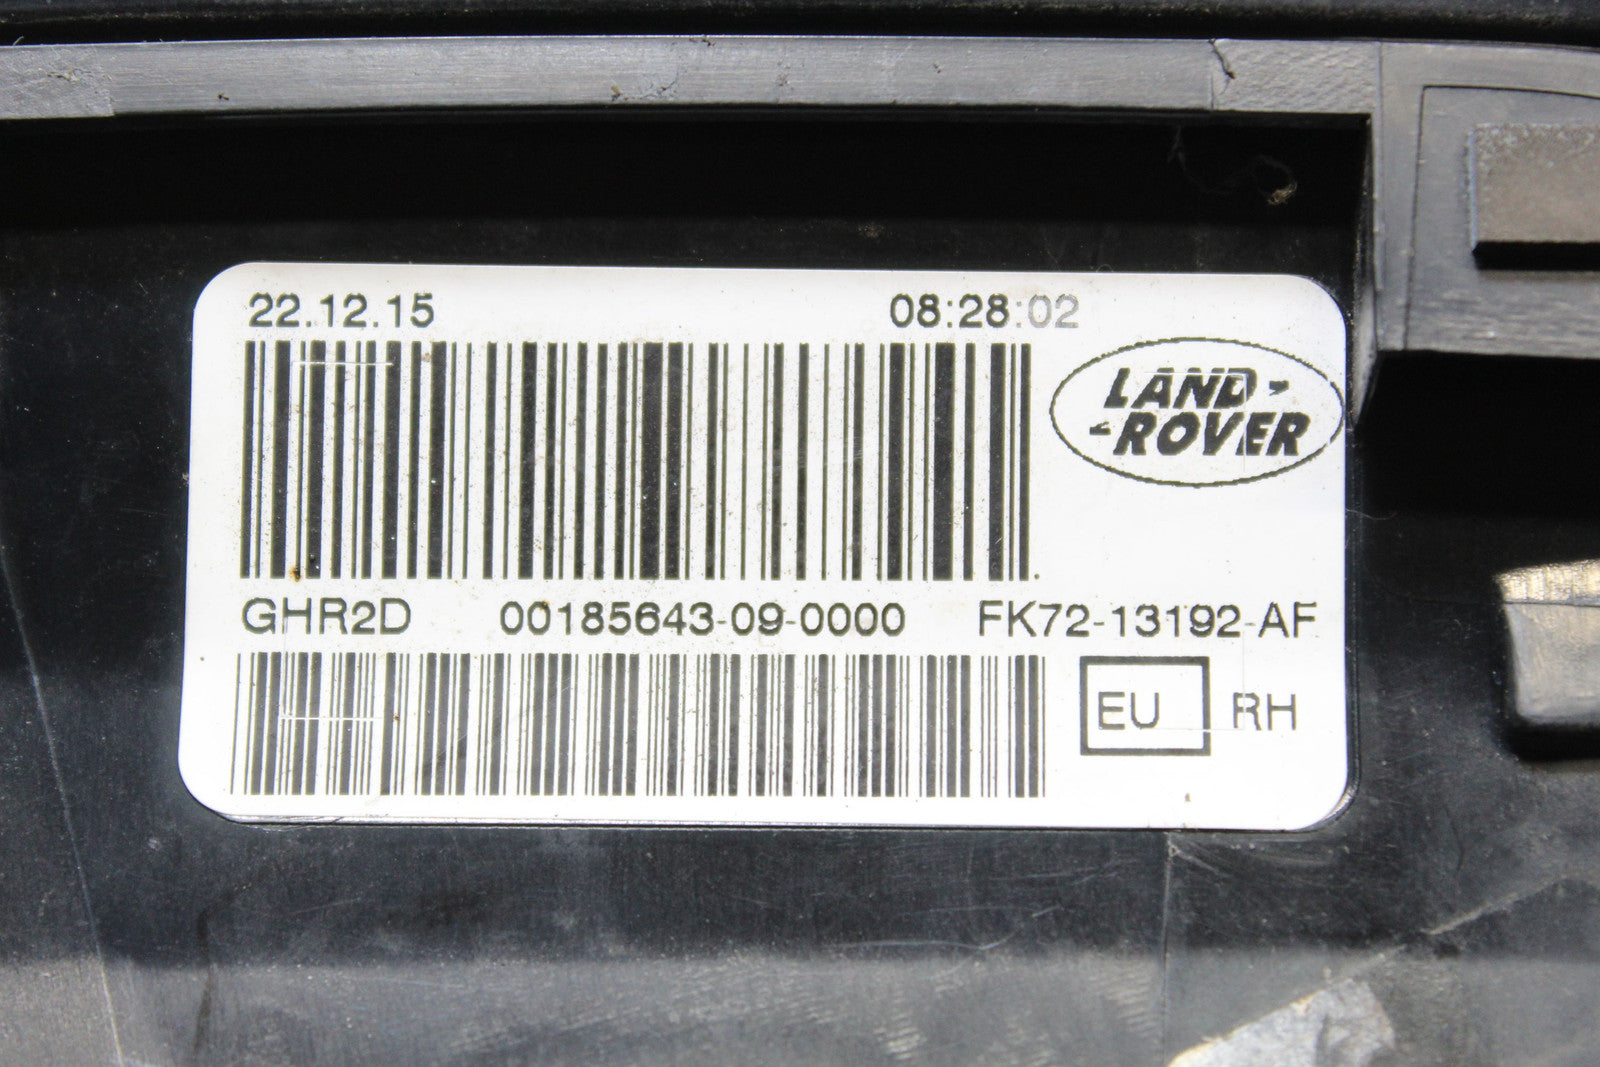 22.12.15 08:28:02
LAND-
-ROVER
GHR2D 00185643-09-0000 FK72-13192-AF
EU RH